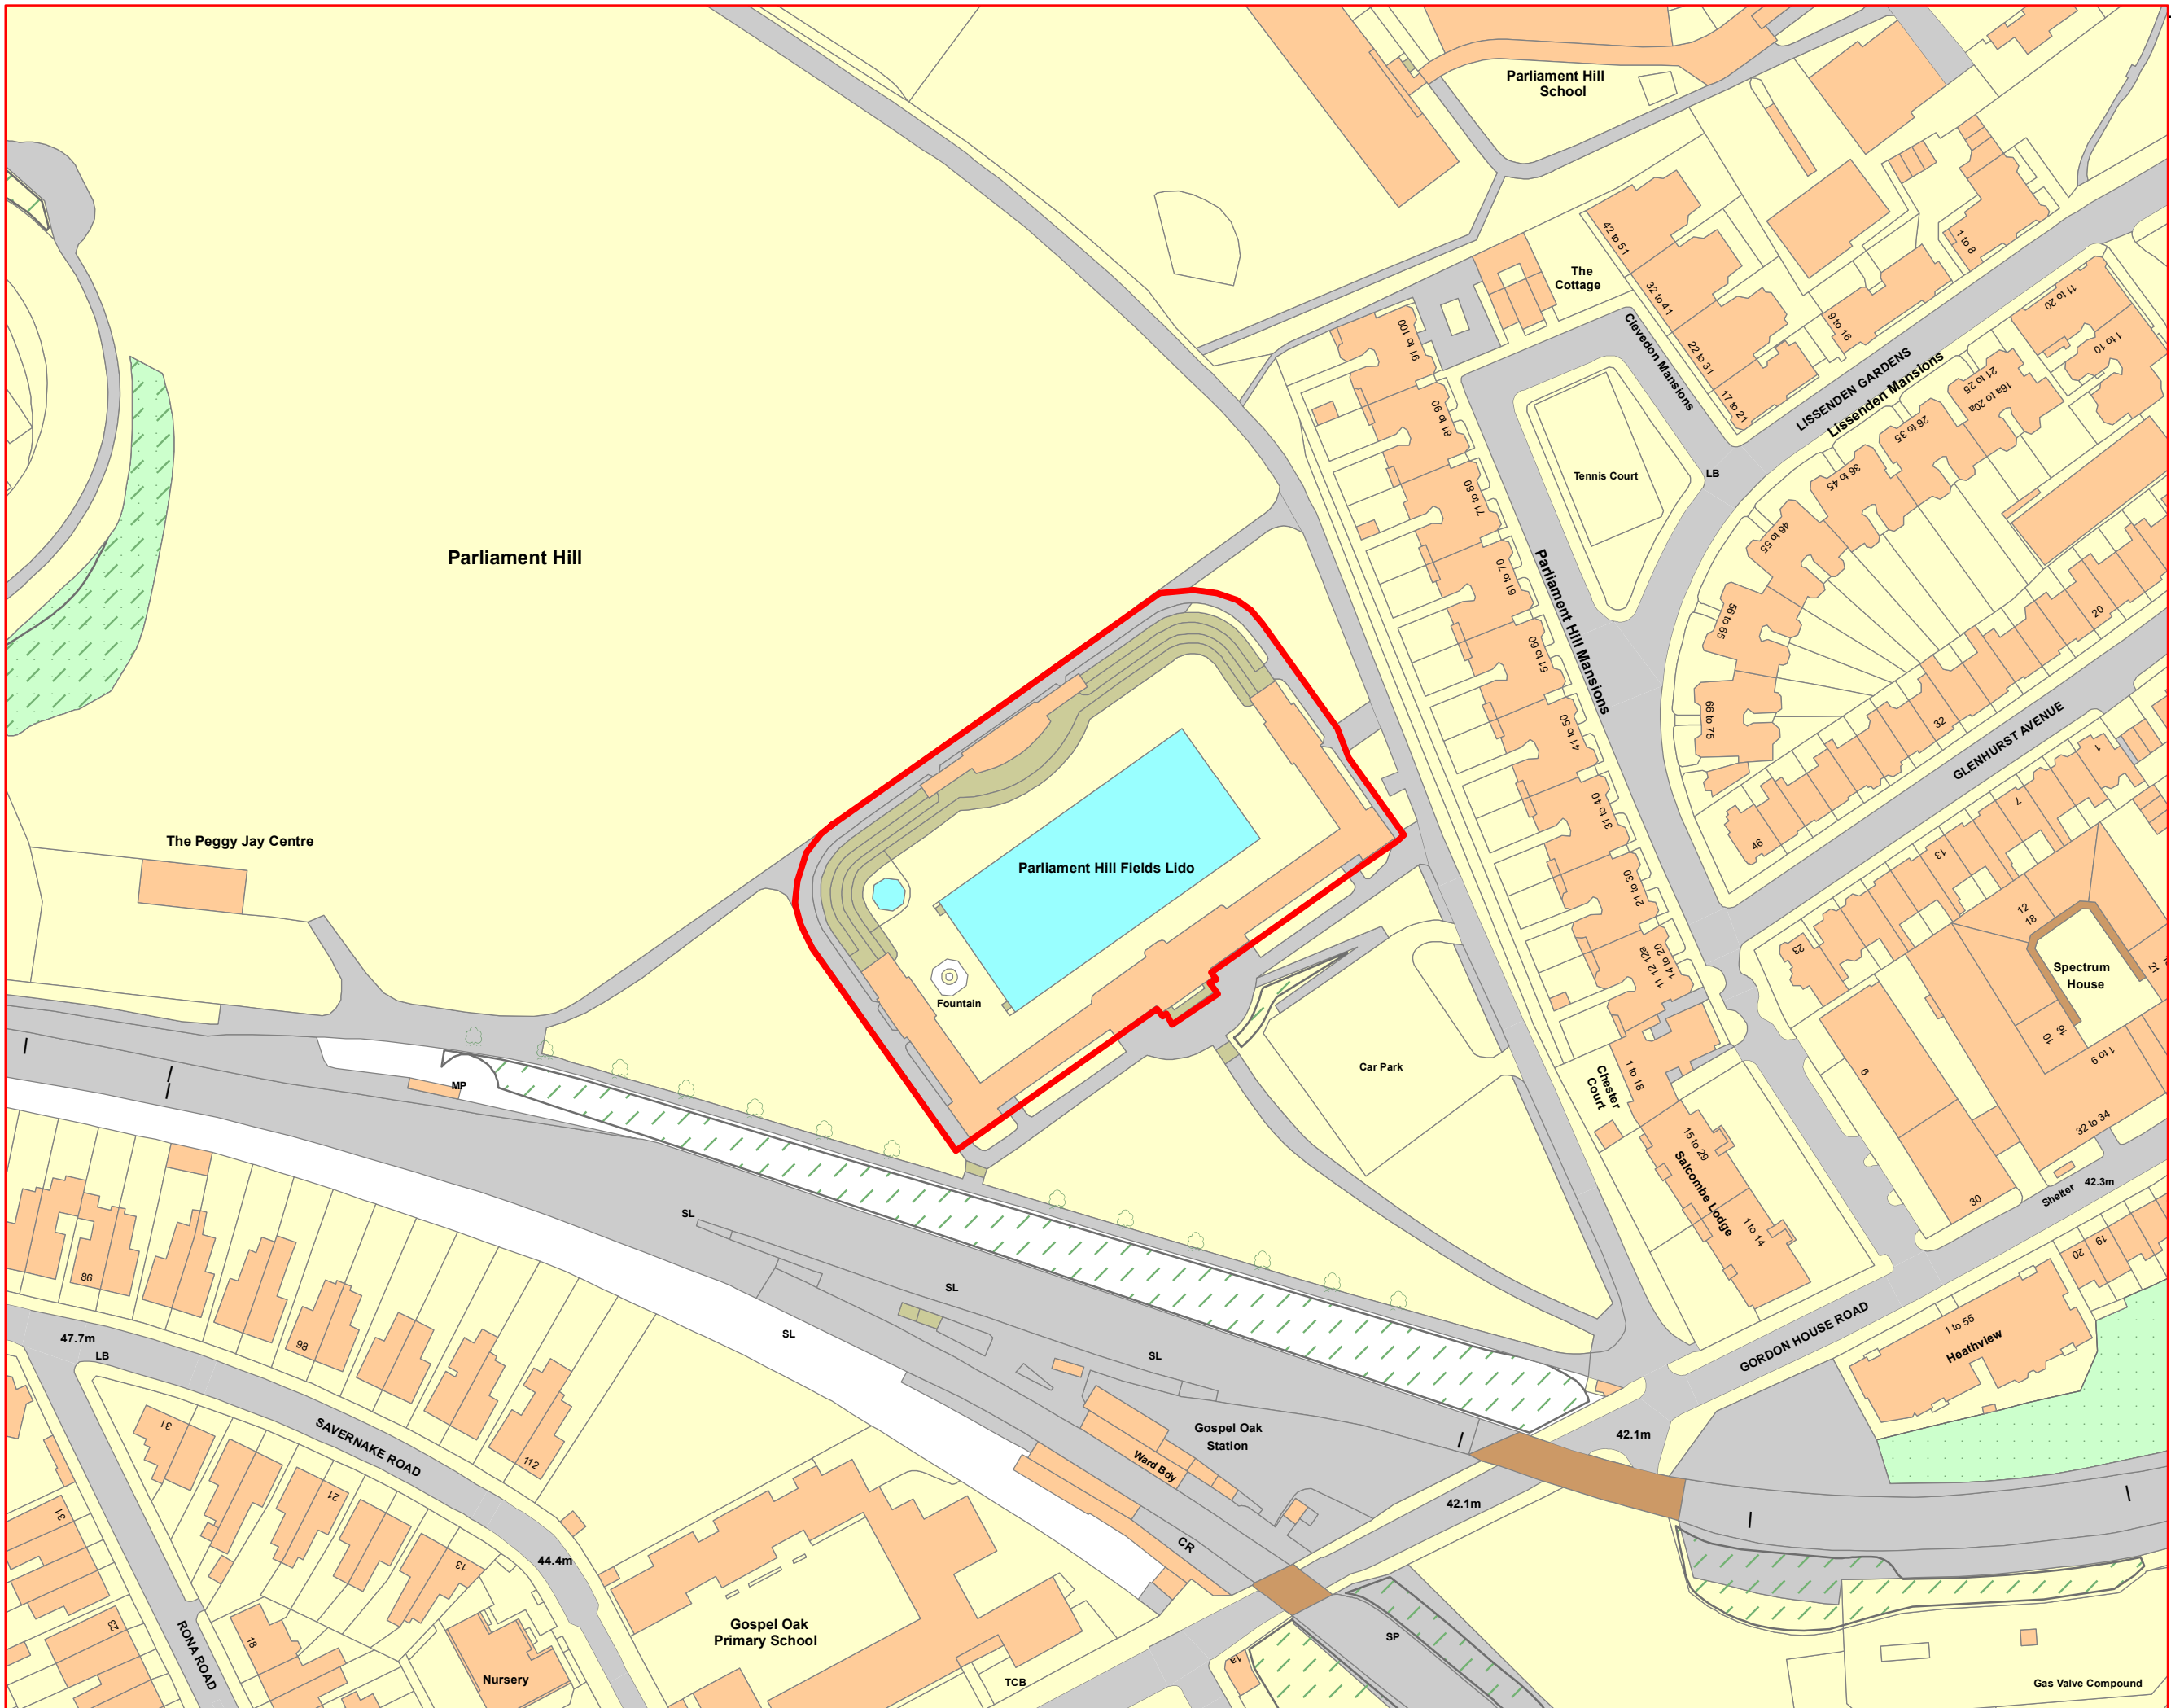 Parliament Hill
School
The
Cottage
42 to 51
32 to 41
22 to 31
17 to 21
1 to 8
9 to 16
11 to 20
1 to 10
Clevedon Mansions
LISSENDEN GARDENS
Lissenden Mansions
21 to 25
16a to 20a
26 to 35
36 to 45
46 to 55
56 to 65
66 to 75
91 to 100
81 to 90
71 to 80
61 to 70
51 to 60
41 to 50
31 to 40
21 to 30
14 to 20
11 12 12a
Tennis Court
LB
Parliament Hill Mansions
Parliament Hill
20
32
46
GLENHURST AVENUE
1
7
13
23
12
18
Spectrum
House
21
16
10
1 to 9
9
32 to 34
30
Shelter
42.3m
The Peggy Jay Centre
Parliament Hill Fields Lido
Fountain
Car Park
Chester
Court
1 to 18
15 to 29
Salcombe Lodge
1 to 14
MP
SL
SL
SL
SL
GORDON HOUSE ROAD
1 to 55
Heathview
20
19
86
98
112
47.7m
LB
SAVERNAKE ROAD
31
21
13
31
23
18
44.4m
RONA ROAD
Nursery
Gospel Oak
Station
Ward Bdy
CR
42.1m
42.1m
Gospel Oak
Primary School
TCB
1a
SP
Gas Valve Compound